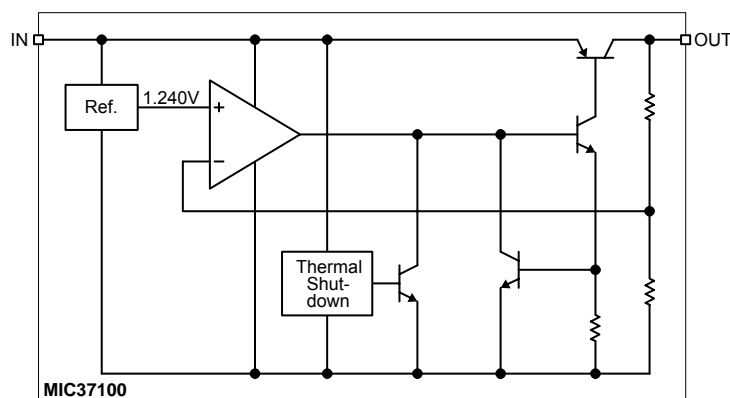 IN
OUT
Ref.
1.240V
+
−
Thermal
Shut-
down
MIC37100